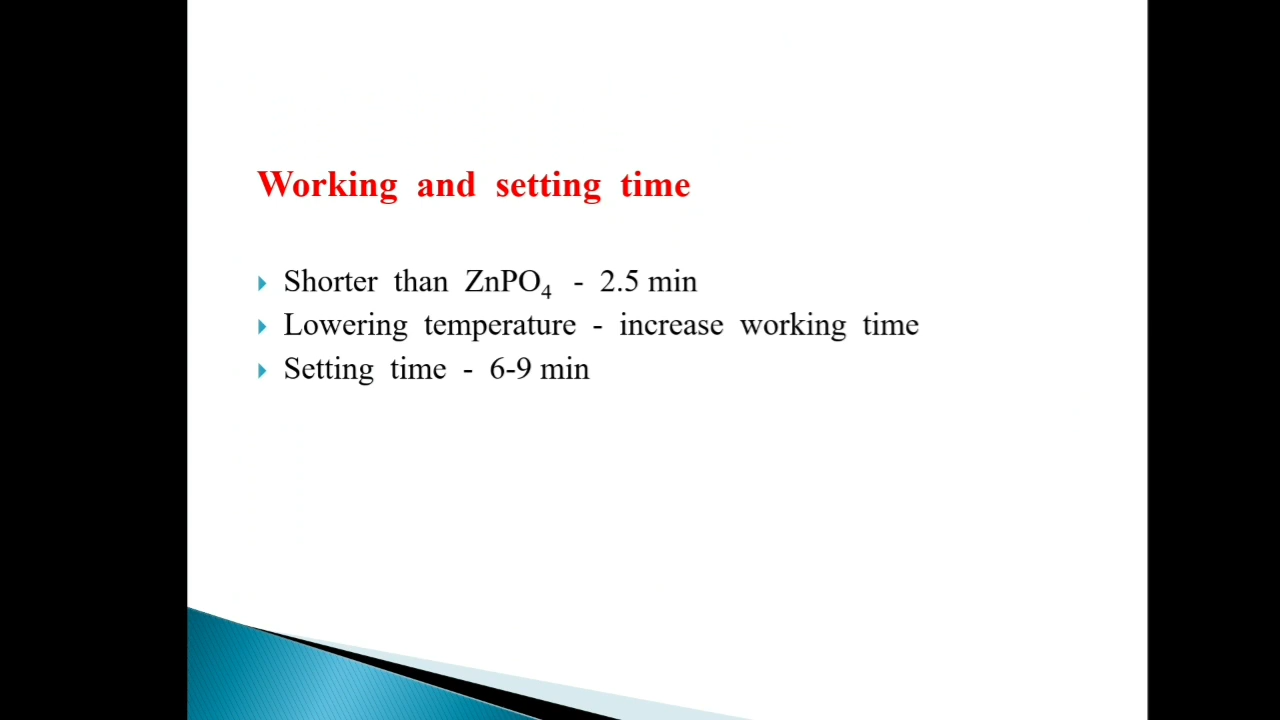 Working and setting time
Shorter than ZnPO₄ - 2.5 min
Lowering temperature - increase working time
Setting time - 6-9 min